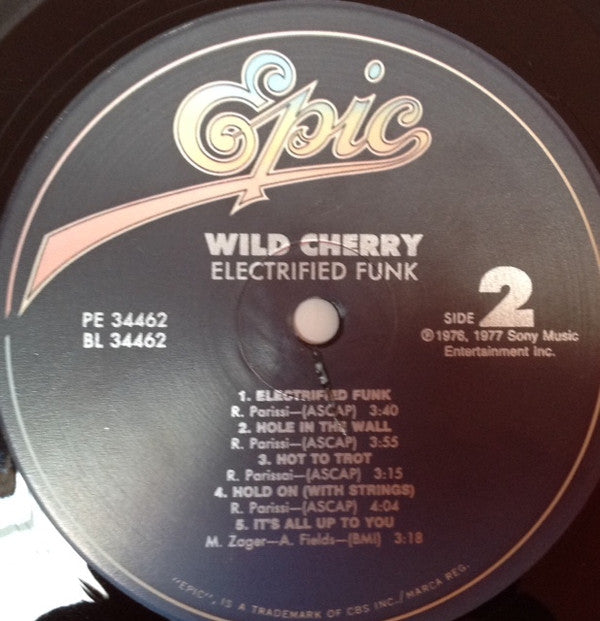 Epic
WILD CHERRY
ELECTRIFIED FUNK
PE 34462
BL 34462
SIDE 2
℗1976, 1977 Sony Music
Entertainment Inc.
1. ELECTRIFIED FUNK
R. Parissi—(ASCAP) 3:40
2. HOLE IN THE WALL
R. Parissi—(ASCAP) 3:55
3. HOT TO TROT
R. Parissai—(ASCAP) 3:15
4. HOLD ON (WITH STRINGS)
R. Parissi—(ASCAP) 4:04
5. IT'S ALL UP TO YOU
M. Zager—A. Fields—(BMI) 3:18
"EPIC", IS A TRADEMARK OF CBS INC./MARCA REG.